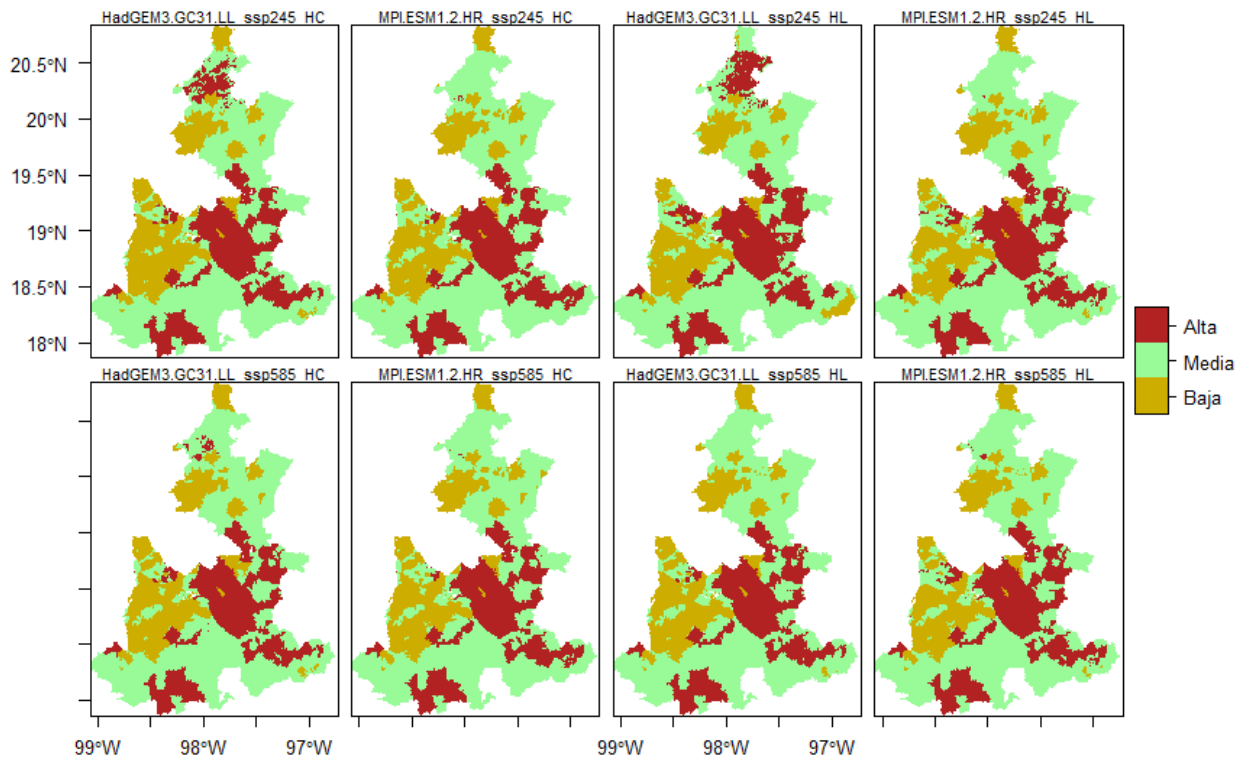 HadGEM3.GC31.LL_ssp245_HC
MPI.ESM1.2.HR_ssp245_HC
HadGEM3.GC31.LL_ssp245_HL
MPI.ESM1.2.HR_ssp245_HL
20.5°N
20°N
19.5°N
19°N
18.5°N
18°N
Alta
Media
Baja
HadGEM3.GC31.LL_ssp585_HC
MPI.ESM1.2.HR_ssp585_HC
HadGEM3.GC31.LL_ssp585_HL
MPI.ESM1.2.HR_ssp585_HL
99°W 98°W 97°W
99°W 98°W 97°W